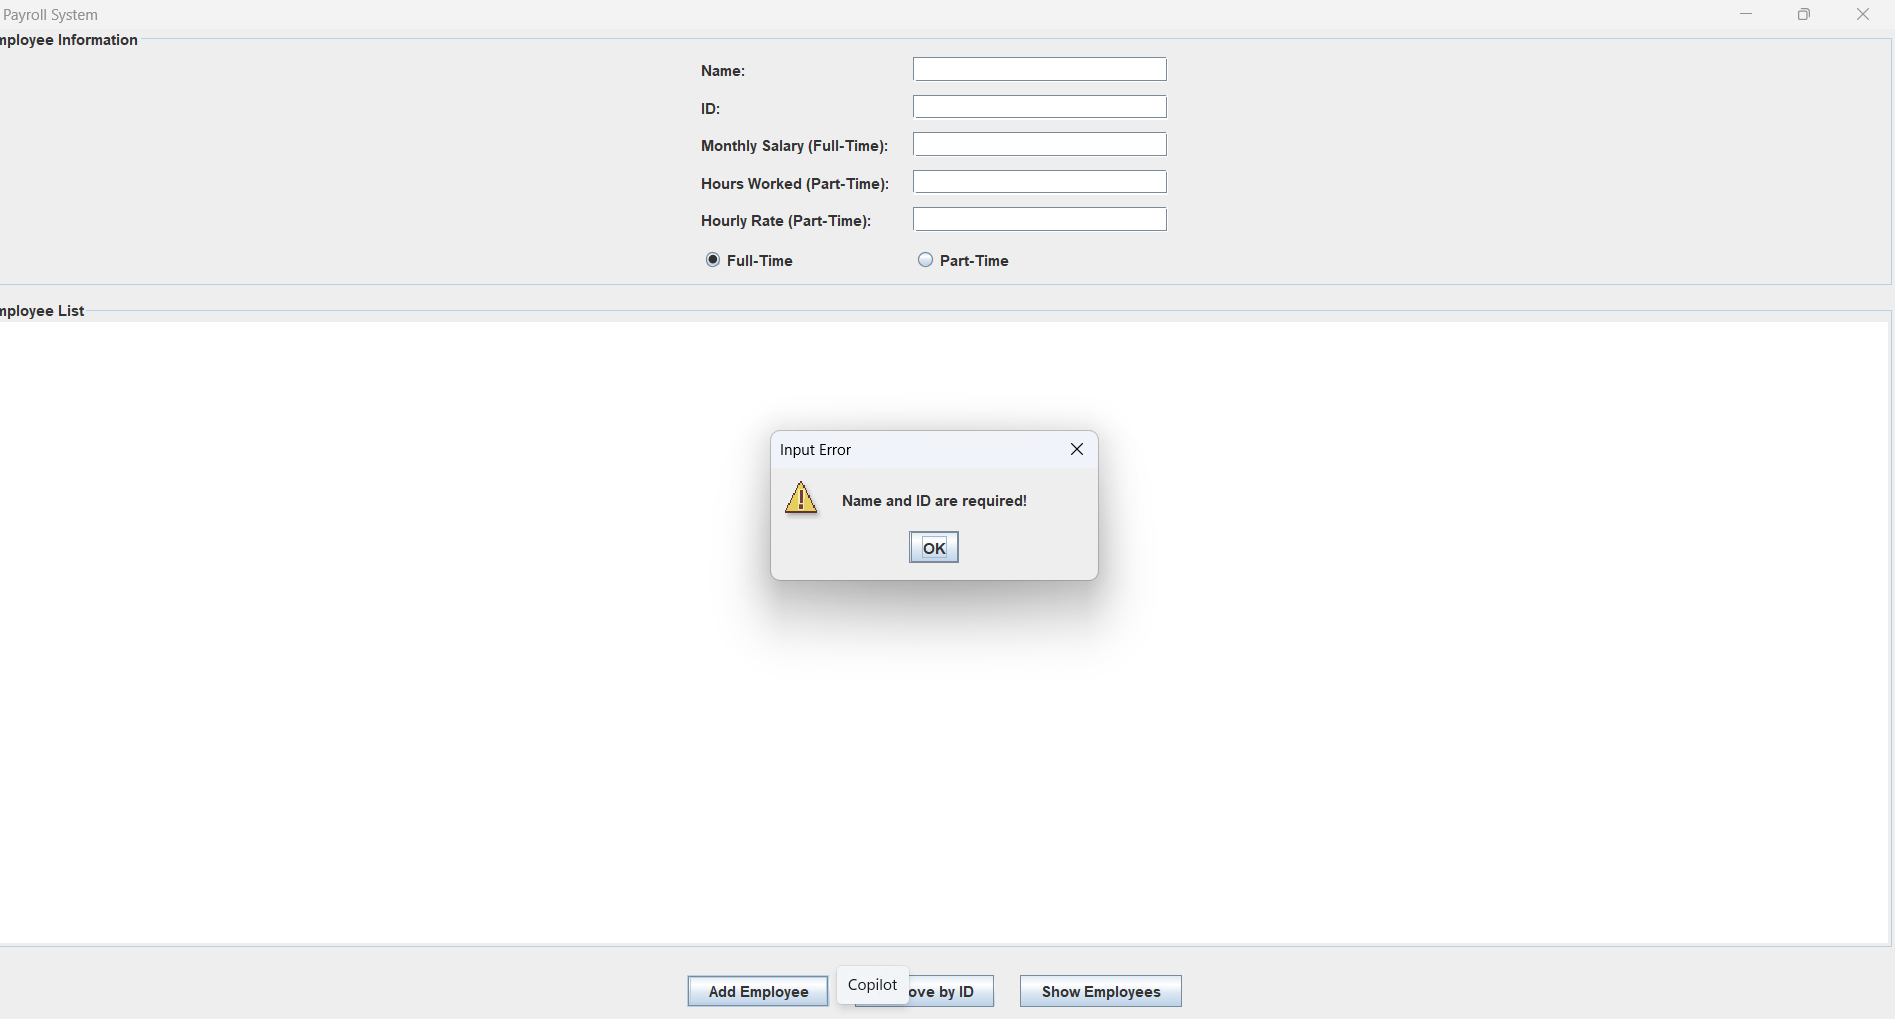 Payroll System
mployee Information
Name:
ID:
Monthly Salary (Full-Time):
Hours Worked (Part-Time):
Hourly Rate (Part-Time):
Full-Time Part-Time
mployee List
Input Error
Name and ID are required!
OK
Add Employee Copilot ove by ID Show Employees